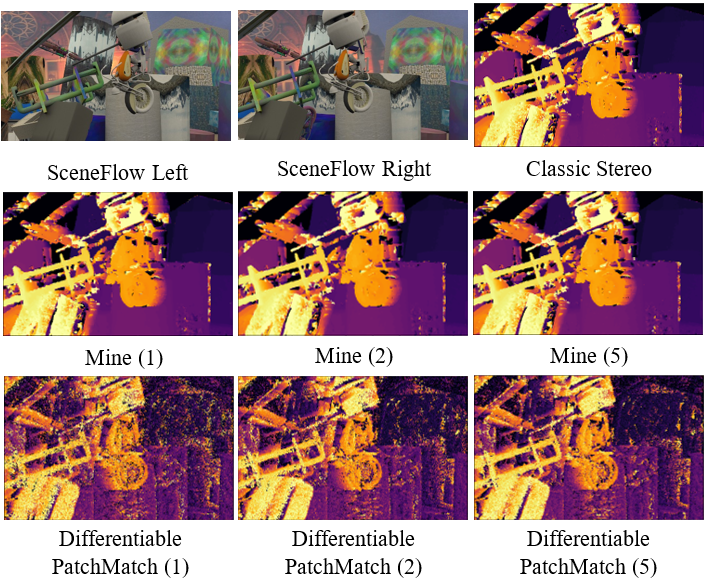 SceneFlow Left
SceneFlow Right
Classic Stereo
Mine (1)
Mine (2)
Mine (5)
Differentiable
PatchMatch (1)
Differentiable
PatchMatch (2)
Differentiable
PatchMatch (5)